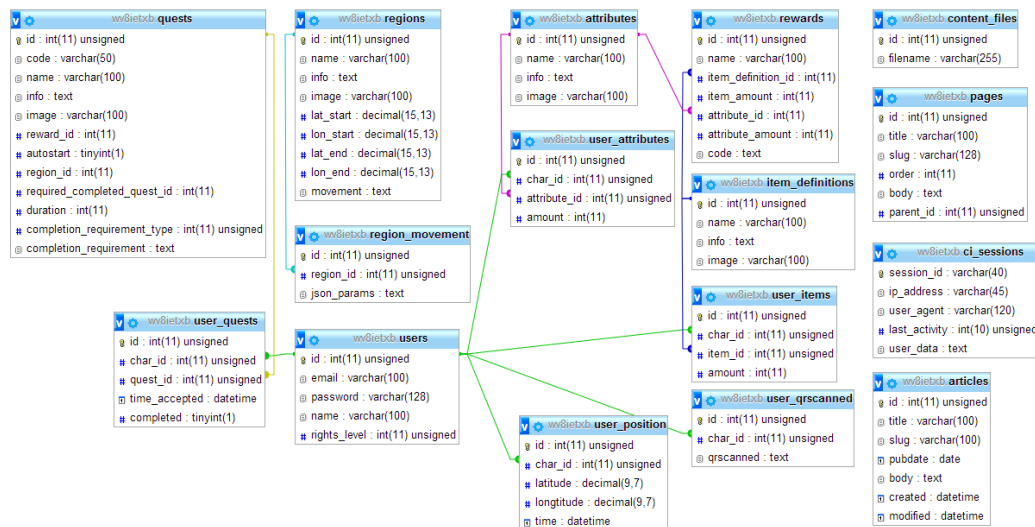 wv8ietxb.quests
id : int(11) unsigned
code : varchar(50)
name : varchar(100)
info : text
image : varchar(100)
reward_id : int(11)
autostart : tinyint(1)
region_id : int(11)
required_completed_quest_id : int(11)
duration : int(11)
completion_requirement_type : int(11) unsigned
completion_requirement : text
wv8ietxb.user_quests
id : int(11) unsigned
char_id : int(11) unsigned
quest_id : int(11) unsigned
time_accepted : datetime
completed : tinyint(1)
wv8ietxb.regions
id : int(11) unsigned
name : varchar(100)
info : text
image : varchar(100)
lat_start : decimal(15,13)
lon_start : decimal(15,13)
lat_end : decimal(15,13)
lon_end : decimal(15,13)
movement : text
wv8ietxb.region_movement
id : int(11) unsigned
region_id : int(11) unsigned
json_params : text
wv8ietxb.users
id : int(11) unsigned
email : varchar(100)
password : varchar(128)
name : varchar(100)
rights_level : int(11) unsigned
wv8ietxb.attributes
id : int(11) unsigned
name : varchar(100)
info : text
image : varchar(100)
wv8ietxb.user_attributes
id : int(11) unsigned
char_id : int(11) unsigned
attribute_id : int(11) unsigned
amount : int(11)
wv8ietxb.user_position
id : int(11) unsigned
char_id : int(11) unsigned
latitude : decimal(9,7)
longtitude : decimal(9,7)
time : datetime
wv8ietxb.rewards
id : int(11) unsigned
name : varchar(100)
item_definition_id : int(11)
item_amount : int(11)
attribute_id : int(11)
attribute_amount : int(11)
code : text
wv8ietxb.item_definitions
id : int(11) unsigned
name : varchar(100)
info : text
image : varchar(100)
wv8ietxb.user_items
id : int(11) unsigned
char_id : int(11) unsigned
item_id : int(11) unsigned
amount : int(11)
wv8ietxb.user_qrscanned
id : int(11) unsigned
char_id : int(11) unsigned
qrscanned : text
wv8ietxb.content_files
id : int(11) unsigned
filename : varchar(255)
wv8ietxb.pages
id : int(11) unsigned
title : varchar(100)
slug : varchar(128)
order : int(11)
body : text
parent_id : int(11) unsigned
wv8ietxb.ci_sessions
session_id : varchar(40)
ip_address : varchar(45)
user_agent : varchar(120)
last_activity : int(10) unsigned
user_data : text
wv8ietxb.articles
id : int(11) unsigned
title : varchar(100)
slug : varchar(100)
pubdate : date
body : text
created : datetime
modified : datetime